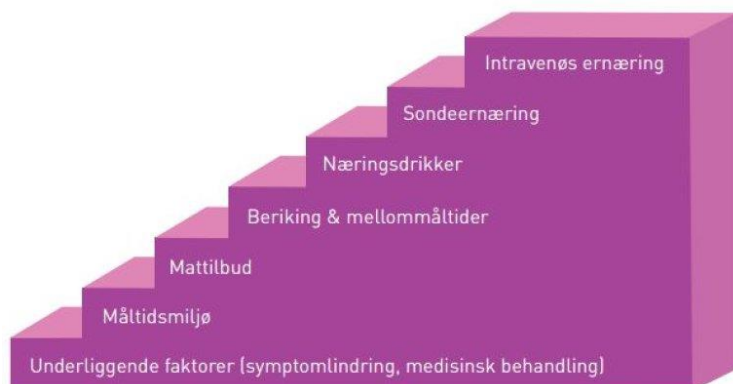 Intravenøs ernæring
Sondeernæring
Næringsdrikker
Beriking & mellommåltider
Mattilbud
Måltidsmiljø
Underliggende faktorer (symptomlindring, medisinsk behandling)